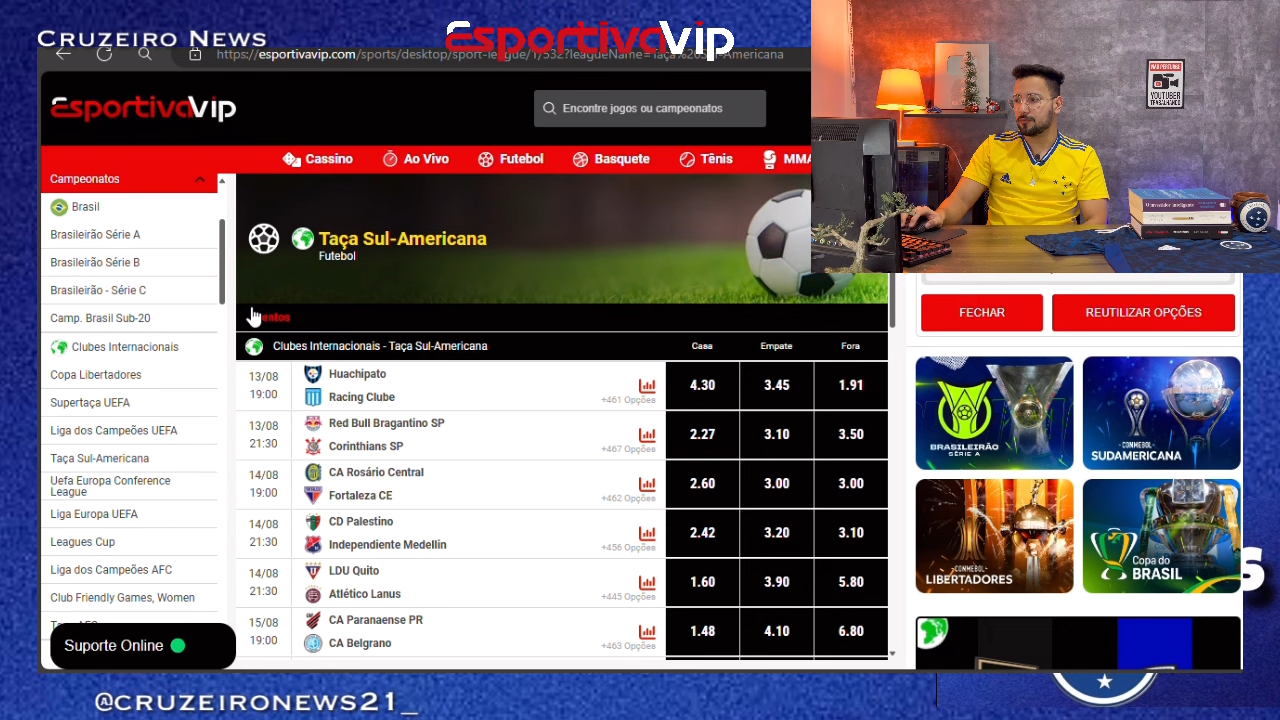 Cruzeiro News
EsportivaVip
https://esportivavip.com/sports/desktop/sport-league/1/532?leagueName=Taça%20Sul-Americana
EsportivaVip
Encontre jogos ou campeonatos
NÃO PERTURBE
YOUTUBER
TRABALHANDO
Cassino
Ao Vivo
Futebol
Basquete
Tênis
MMA
Campeonatos
Brasil
Brasileirão Série A
Brasileirão Série B
Brasileirão - Série C
Camp. Brasil Sub-20
Clubes Internacionais
Copa Libertadores
Supertaça UEFA
Liga dos Campeões UEFA
Taça Sul-Americana
Uefa Europa Conference
League
Liga Europa UEFA
Leagues Cup
Liga dos Campeões AFC
Club Friendly Games, Women
Suporte Online
Taça Sul-Americana
Futebol
Clubes Internacionais - Taça Sul-Americana
Casa Empate Fora
13/08 Huachipato
19:00 Racing Clube
+461 Opções
4.30 3.45 1.91
13/08 Red Bull Bragantino SP
21:30 Corinthians SP
+467 Opções
2.27 3.10 3.50
14/08 CA Rosário Central
19:00 Fortaleza CE
+462 Opções
2.60 3.00 3.00
14/08 CD Palestino
21:30 Independiente Medellín
+456 Opções
2.42 3.20 3.10
14/08 LDU Quito
21:30 Atlético Lanus
+445 Opções
1.60 3.90 5.80
15/08 CA Paranaense PR
19:00 CA Belgrano
+463 Opções
1.48 4.10 6.80
FECHAR
REUTILIZAR OPÇÕES
BRASILEIRÃO
SÉRIE A
CONMEBOL
SUDAMERICANA
CONMEBOL
LIBERTADORES
Copa do
BRASIL
@cruzeironews21_